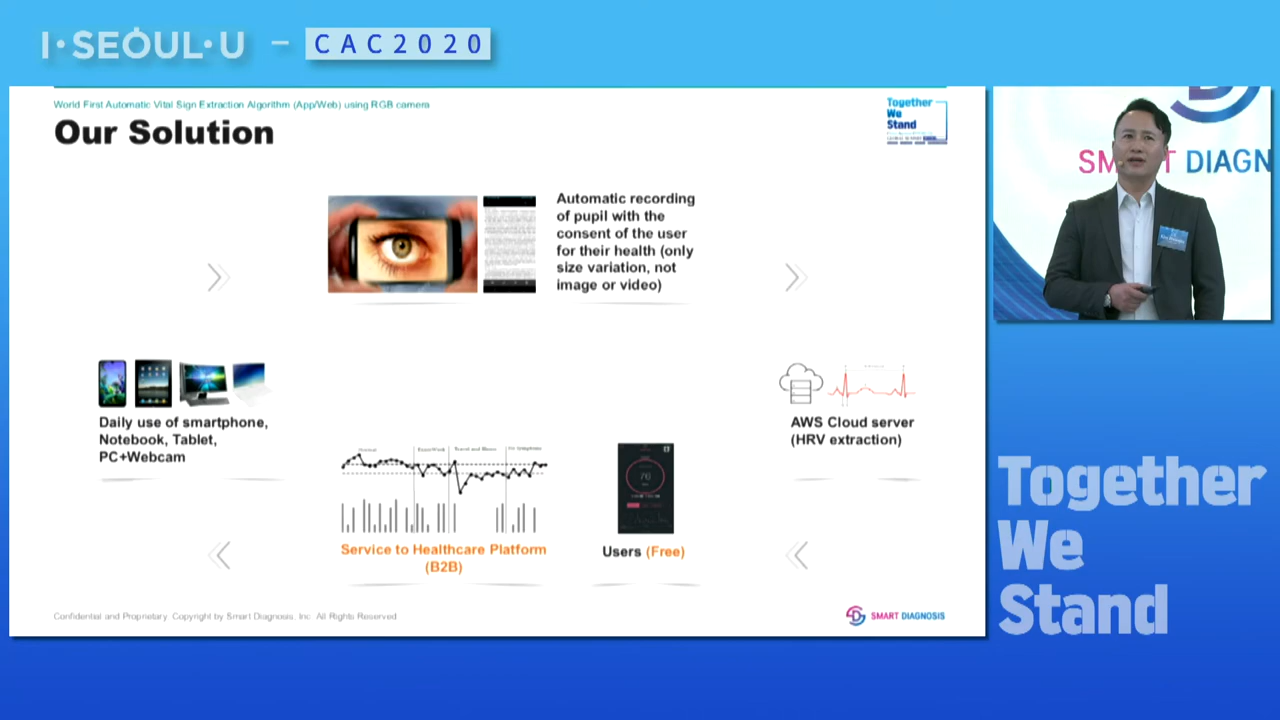 I·SEOUL·U – CAC2020
World First Automatic Vital Sign Extraction Algorithm (App/Web) using RGB camera
Our Solution
Together
We
Stand
Automatic recording
of pupil with the
consent of the user
for their health (only
size variation, not
image or video)
SMART DIAGN
Daily use of smartphone,
Notebook, Tablet,
PC+Webcam
AWS Cloud server
(HRV extraction)
Service to Healthcare Platform
(B2B)
Users (Free)
Together
We
Stand
Confidential and Proprietary. Copyright by Smart Diagnosis, Inc. All Rights Reserved
SMART DIAGNOSIS